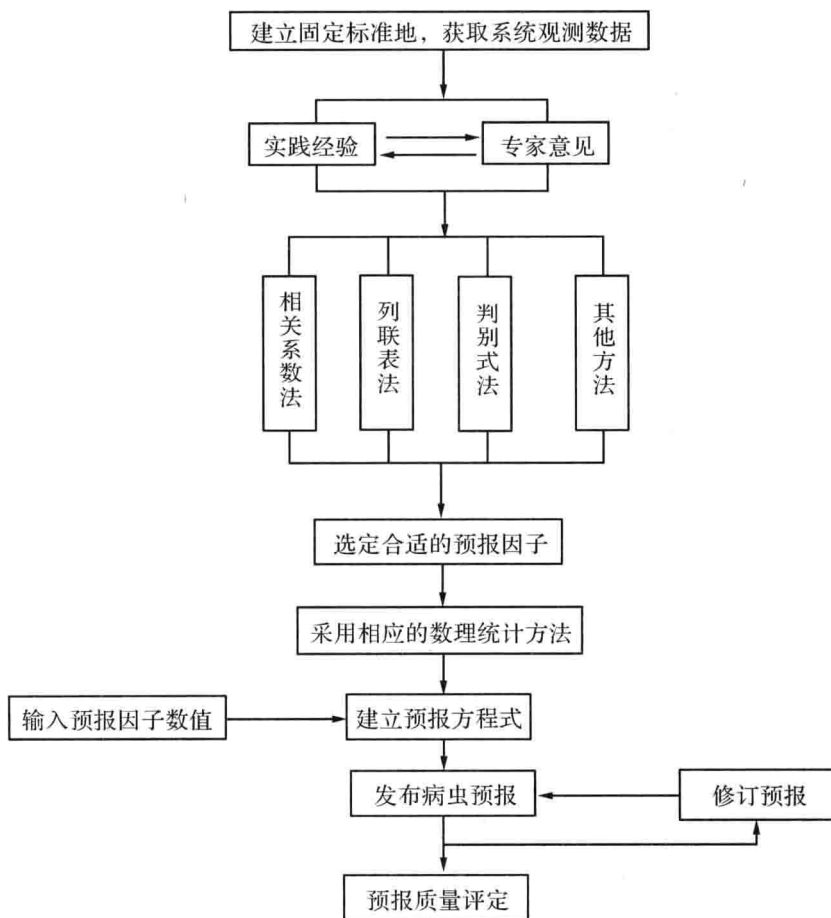 建立固定标准地，获取系统观测数据
实践经验
专家意见
相关系数法
列联表法
判别式法
其他方法
选定合适的预报因子
采用相应的数理统计方法
输入预报因子数值
建立预报方程式
发布病虫预报
修订预报
预报质量评定